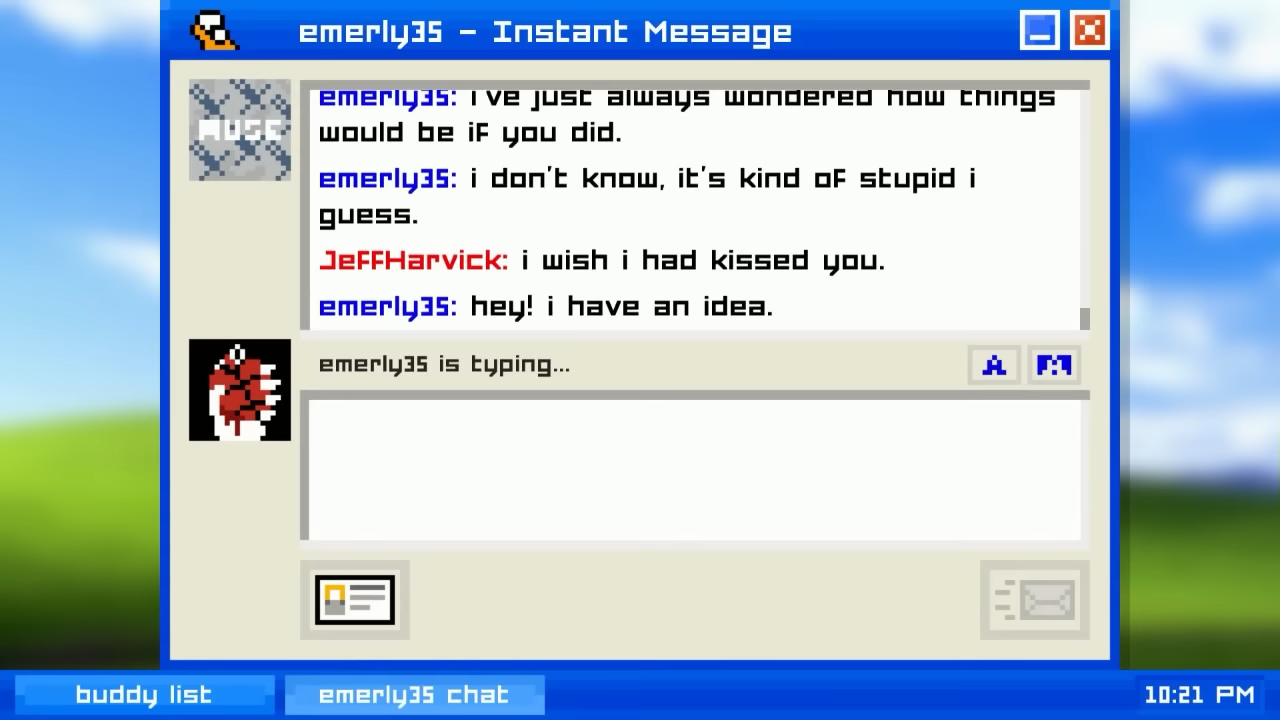 emerly35 - Instant Message
emerly35: i've just always wondered how things
would be if you did.
emerly35: i don't know, it's kind of stupid i
guess.
JeffHarvick: i wish i had kissed you.
emerly35: hey! i have an idea.
MUSE
emerly35 is typing...
A
buddy list
emerly35 chat
10:21 PM